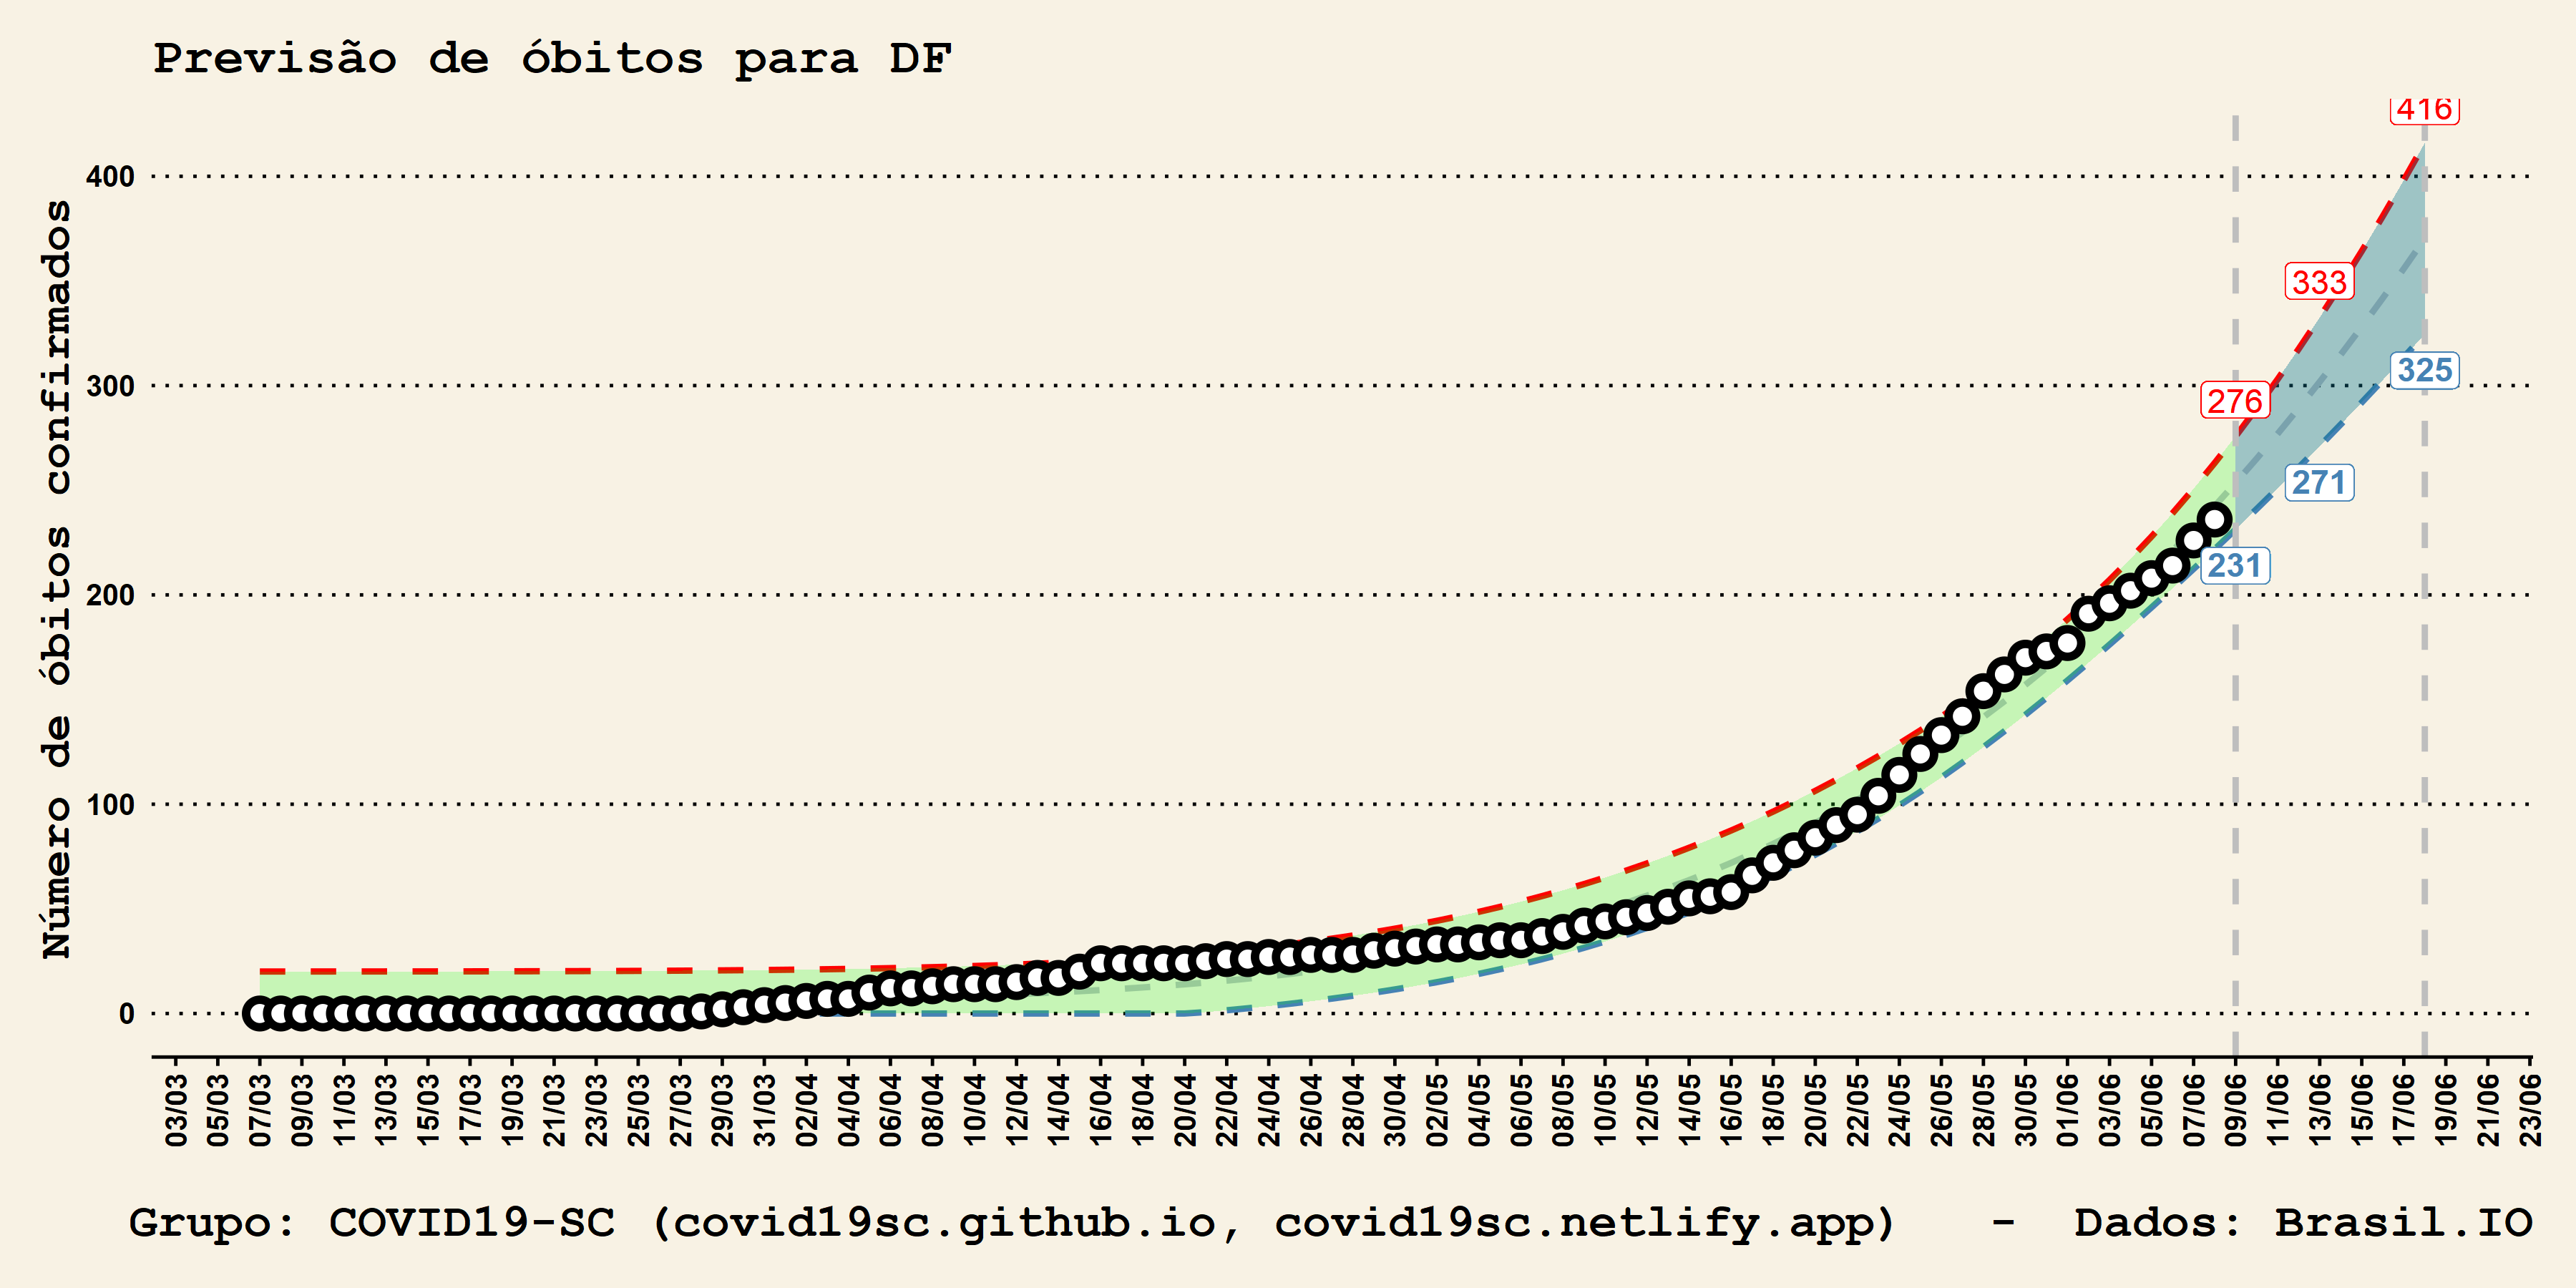 Previsão de óbitos para DF
Número de óbitos confirmados
416
400
333
325
300
276
271
231
200
100
0
03/03 05/03 07/03 09/03 11/03 13/03 15/03 17/03 19/03 21/03 23/03 25/03 27/03 29/03 31/03 02/04 04/04 06/04 08/04 10/04 12/04 14/04 16/04 18/04 20/04 22/04 24/04 26/04 28/04 30/04 02/05 04/05 06/05 08/05 10/05 12/05 14/05 16/05 18/05 20/05 22/05 24/05 26/05 28/05 30/05 01/06 03/06 05/06 07/06 09/06 11/06 13/06 15/06 17/06 19/06 21/06 23/06
Grupo: COVID19-SC (covid19sc.github.io, covid19sc.netlify.app) - Dados: Brasil.IO